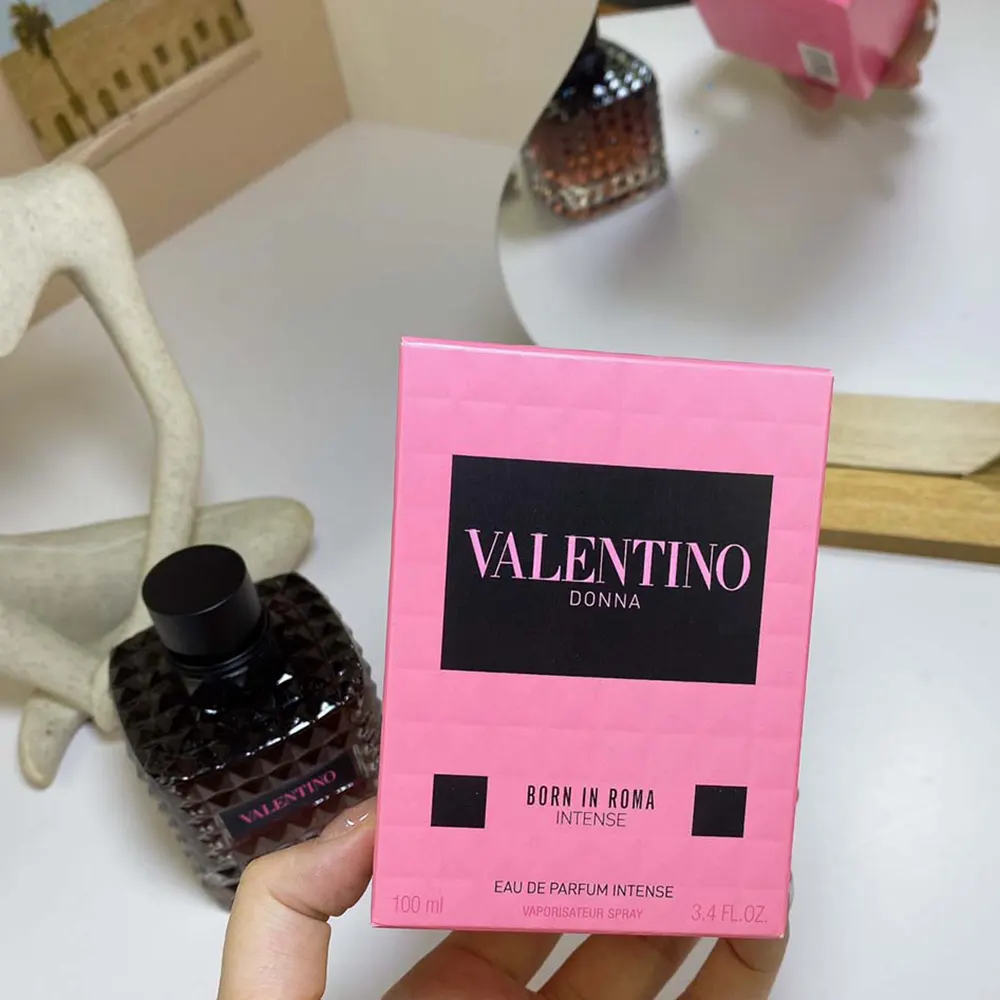 VALENTINO
DONNA
BORN IN ROMA
INTENSE
EAU DE PARFUM INTENSE
100 ml
VAPORISATEUR SPRAY
3.4 FL.OZ.
VALENTINO